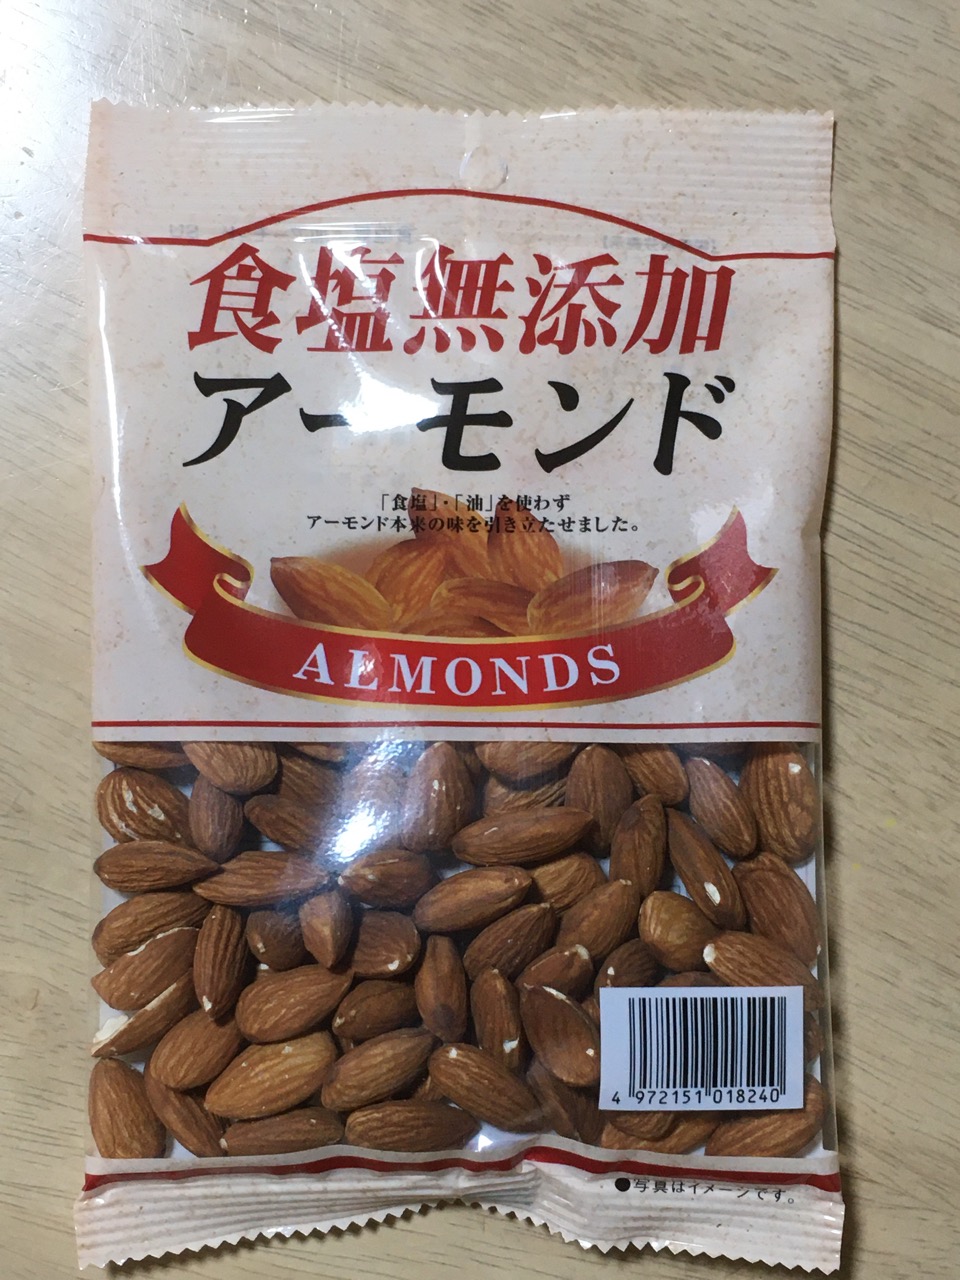 食塩無添加
アーモンド
「食塩」・「油」を使わず
アーモンド本来の味を引き立たせました。
ALMONDS
4 972151 018240
●写真はイメージです。